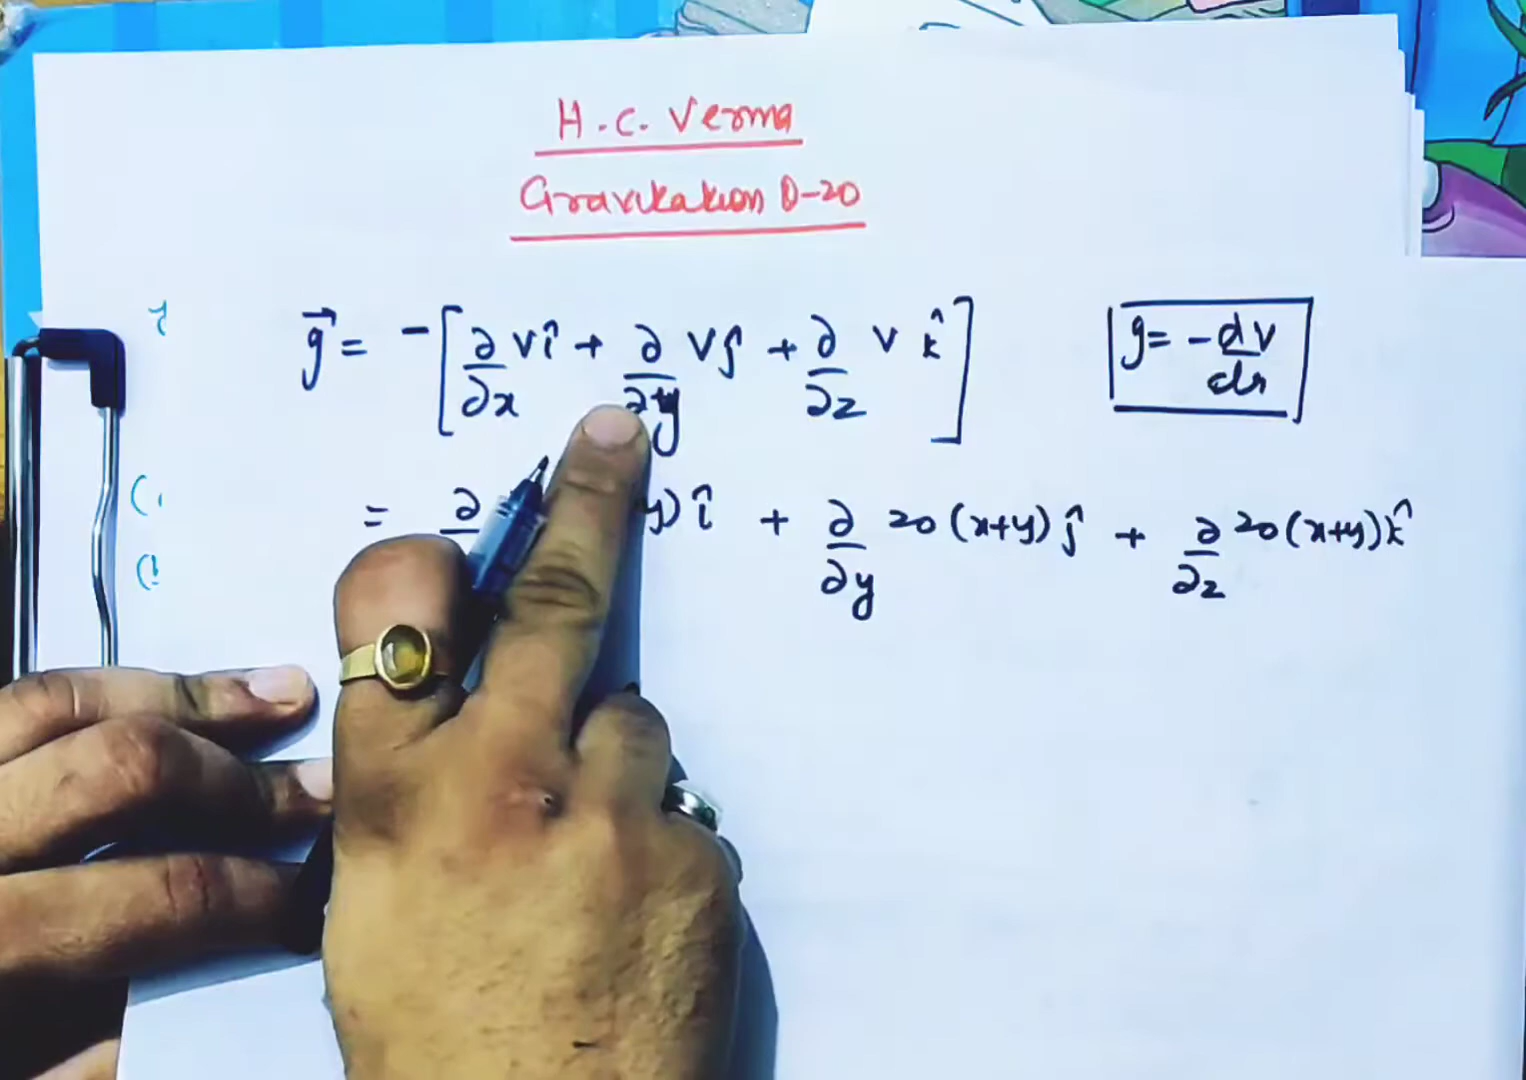 H.C. Verma
Gravitation Q-20
g⃗ = -[∂/∂x V î + ∂/∂y V ĵ + ∂/∂z V k̂]
g = -dv/dr
= ∂ y) î + ∂/∂y 20(x+y) ĵ + ∂/∂z 20(x+y) k̂